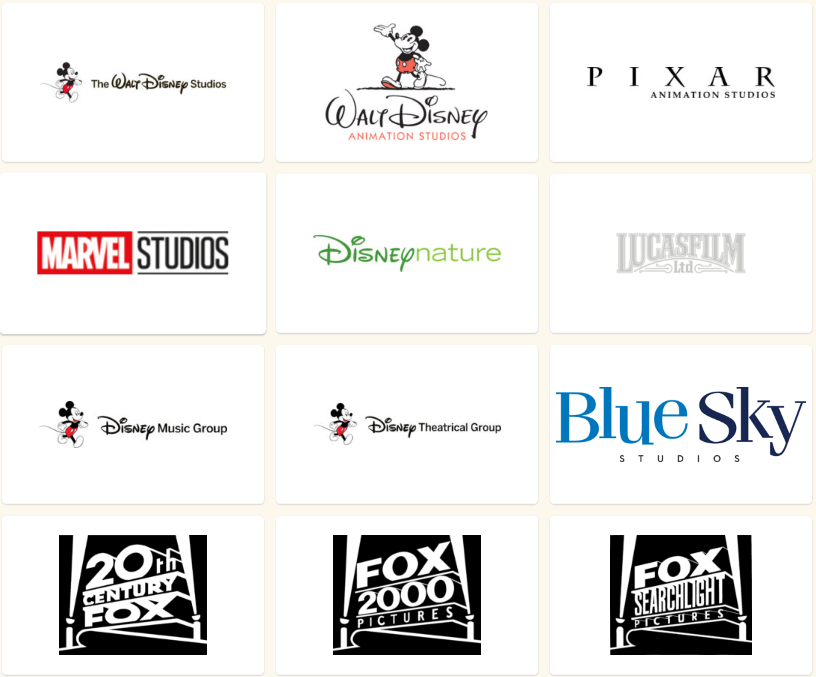 The WALT DISNEY Studios
WALT DISNEY
ANIMATION STUDIOS
PIXAR
ANIMATION STUDIOS
MARVEL STUDIOS
DISNEYnature
LUCASFILM
Ltd
DISNEY Music Group
DISNEY Theatrical Group
Blue Sky
STUDIOS
20th
CENTURY
FOX
FOX
2000
PICTURES
FOX
SEARCHLIGHT
PICTURES